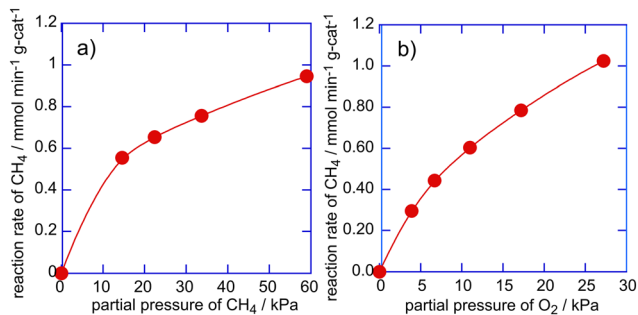 a)
reaction rate of CH4 / mmol min-1 g-cat-1
1.2
1
0.8
0.6
0.4
0.2
0
0 10 20 30 40 50 60
partial pressure of CH4 / kPa
b)
reaction rate of CH4 / mmol min-1 g-cat-1
1.2
1.00
0.80
0.60
0.40
0.20
0.0
0 5 10 15 20 25 30
partial pressure of O2 / kPa